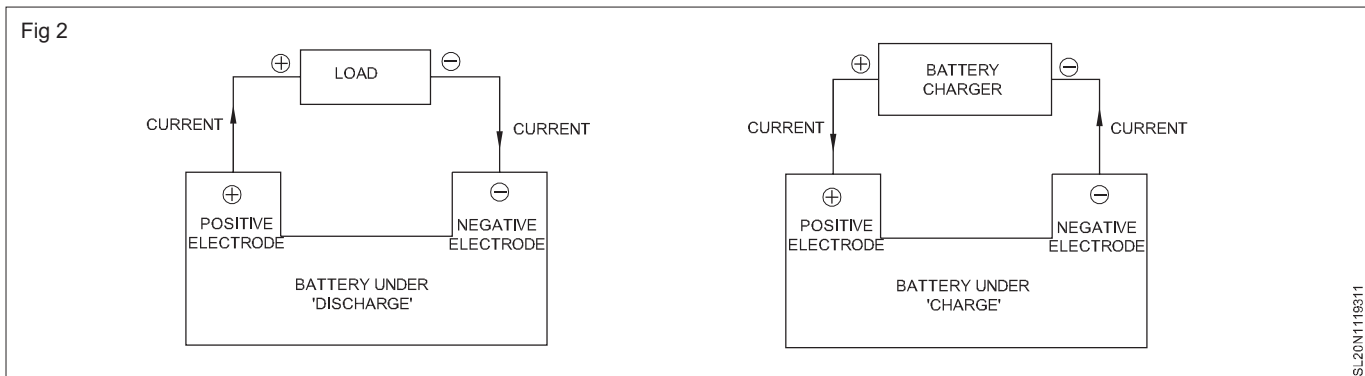 Fig 2
⊕
LOAD
⊖
CURRENT
CURRENT
⊕
POSITIVE
ELECTRODE
⊖
NEGATIVE
ELECTRODE
BATTERY UNDER
'DISCHARGE'
⊕
BATTERY
CHARGER
⊖
CURRENT
CURRENT
⊕
POSITIVE
ELECTRODE
⊖
NEGATIVE
ELECTRODE
BATTERY UNDER
'CHARGE'
SL20N1119311